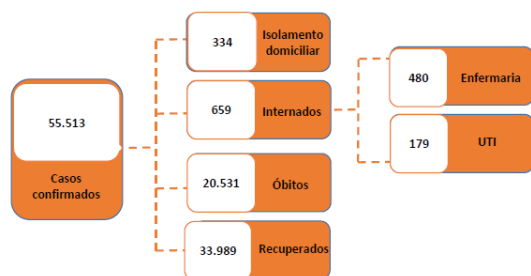 55.513
Casos
confirmados
334
Isolamento
domiciliar
659
Internados
20.531
Óbitos
33.989
Recuperados
480
Enfermaria
179
UTI